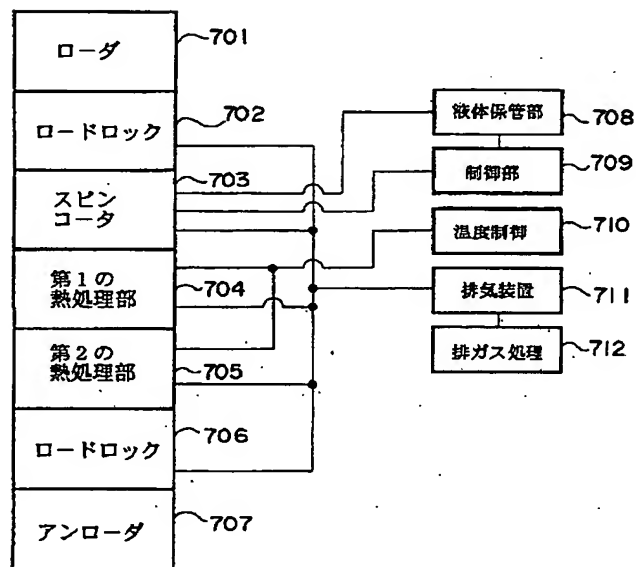 ローダ
701
ロードロック
702
スピン
コータ
703
第1の
熱処理部
704
第2の
熱処理部
705
ロードロック
706
アンローダ
707
液体保管部
708
制御部
709
温度制御
710
排気装置
711
排ガス処理
712